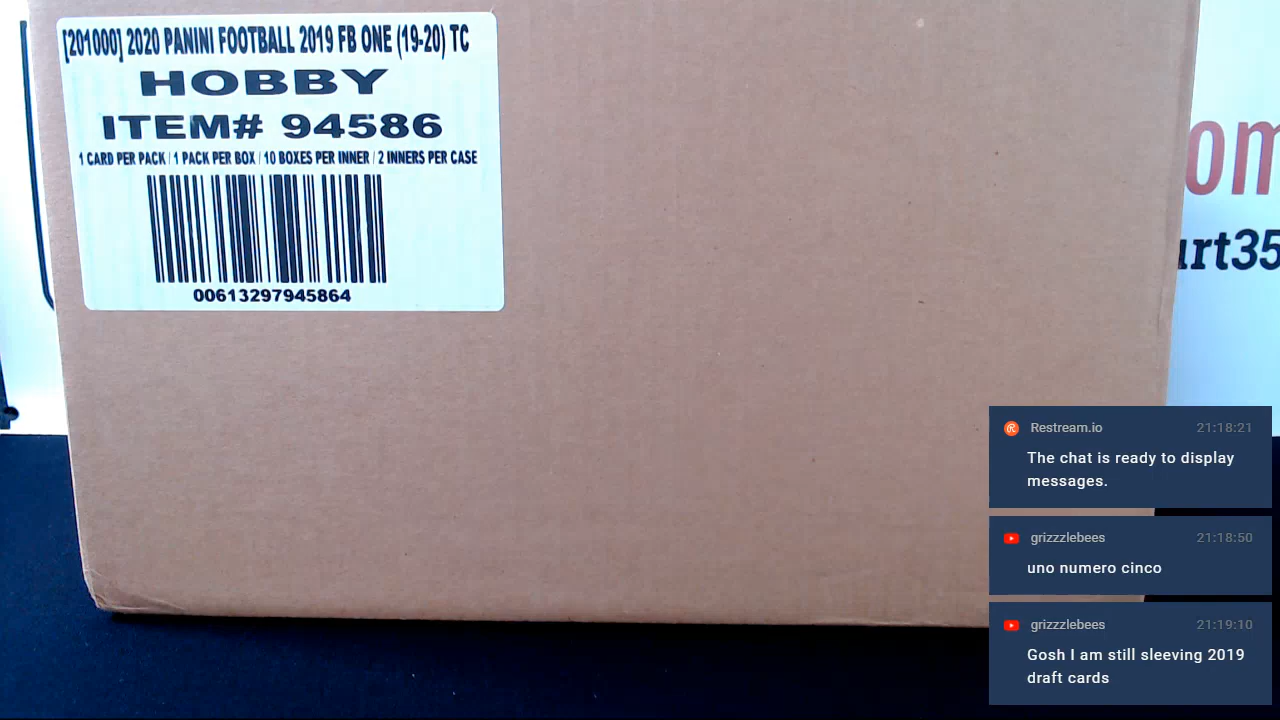 [201000] 2020 PANINI FOOTBALL 2019 FB ONE (19-20) TC
HOBBY
ITEM# 94586
1 CARD PER PACK / 1 PACK PER BOX / 10 BOXES PER INNER / 2 INNERS PER CASE
00613297945864
om
urt35
Restream.io 21:18:21
The chat is ready to display
messages.
grizzzlebees 21:18:50
uno numero cinco
grizzzlebees 21:19:10
Gosh I am still sleeving 2019
draft cards